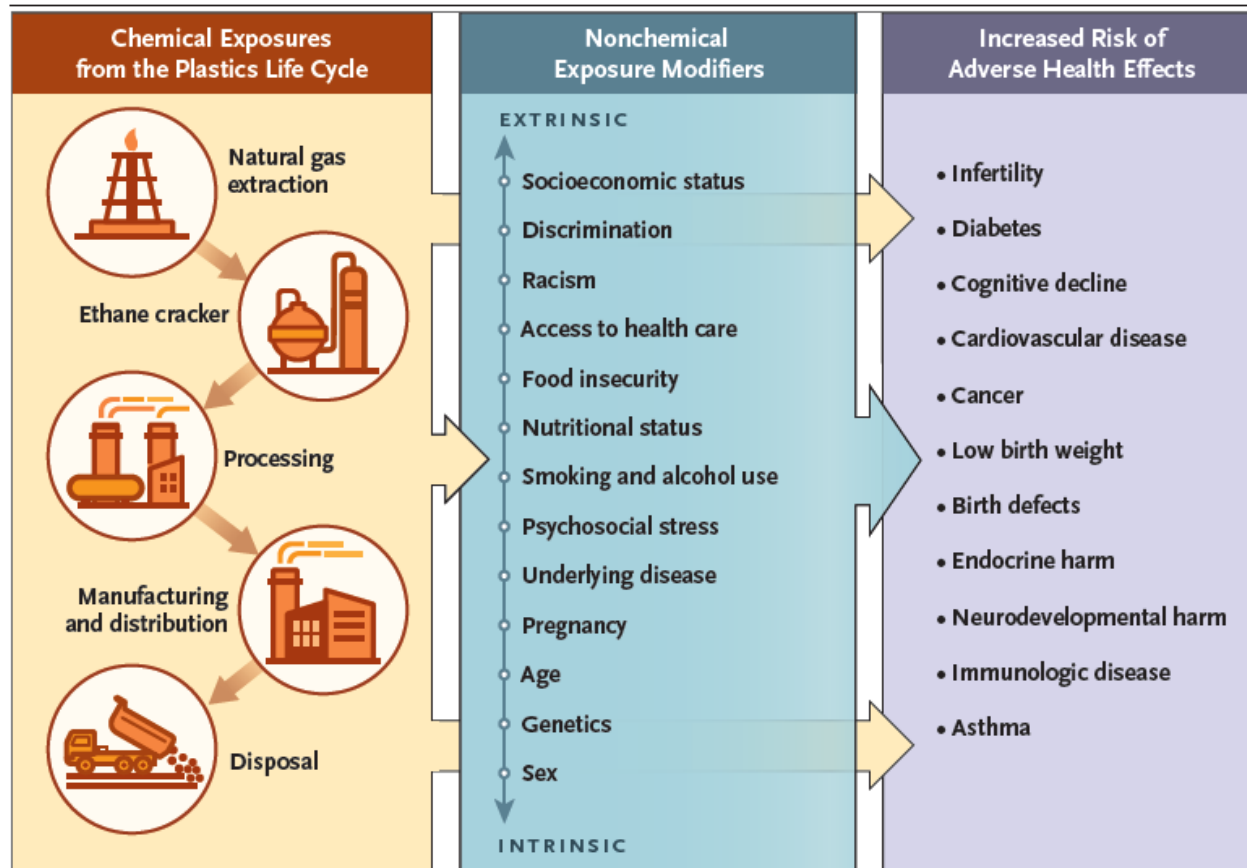 Chemical Exposures
from the Plastics Life Cycle
Natural gas
extraction
Ethane cracker
Processing
Manufacturing
and distribution
Disposal
Nonchemical
Exposure Modifiers
EXTRINSIC
Socioeconomic status
Discrimination
Racism
Access to health care
Food insecurity
Nutritional status
Smoking and alcohol use
Psychosocial stress
Underlying disease
Pregnancy
Age
Genetics
Sex
INTRINSIC
Increased Risk of
Adverse Health Effects
• Infertility
• Diabetes
• Cognitive decline
• Cardiovascular disease
• Cancer
• Low birth weight
• Birth defects
• Endocrine harm
• Neurodevelopmental harm
• Immunologic disease
• Asthma